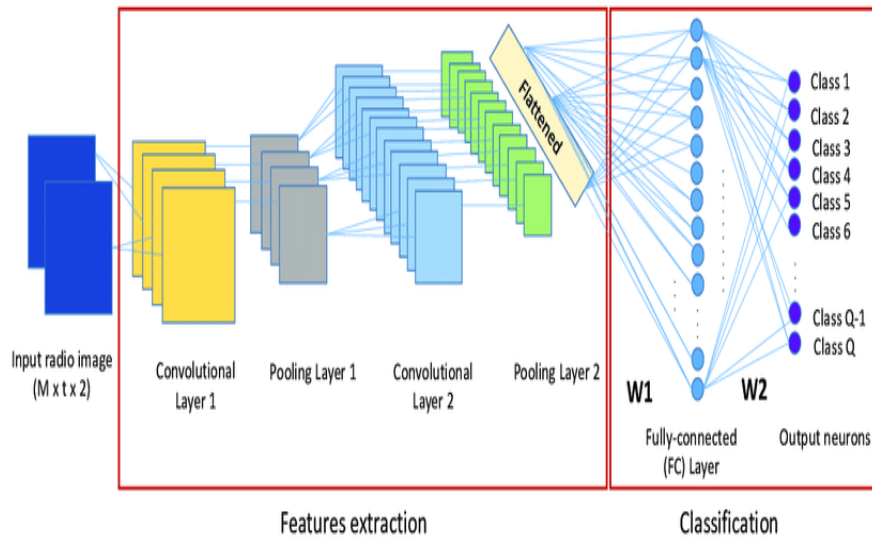 Flattened
Class 1
Class 2
Class 3
Class 4
Class 5
Class 6
Class Q-1
Class Q
Input radio image
(M x t x 2)
Convolutional
Layer 1
Pooling Layer 1
Convolutional
Layer 2
Pooling Layer 2
W1
W2
Fully-connected
(FC) Layer
Output neurons
Features extraction
Classification